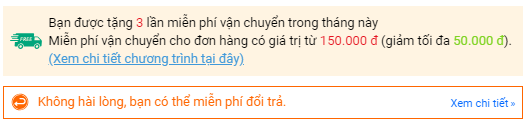 Bạn được tặng 3 lần miễn phí vận chuyển trong tháng này
FREE
Miễn phí vận chuyển cho đơn hàng có giá trị từ 150.000 đ (giảm tối đa 50.000 đ).
(Xem chi tiết chương trình tại đây)
Không hài lòng, bạn có thể miễn phí đổi trả.
Xem chi tiết »